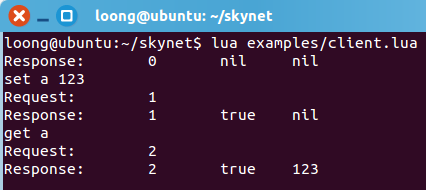 loong@ubuntu: ~/skynet
loong@ubuntu:~/skynet$ lua examples/client.lua
Response: 0 nil nil
set a 123
Request: 1
Response: 1 true nil
get a
Request: 2
Response: 2 true 123